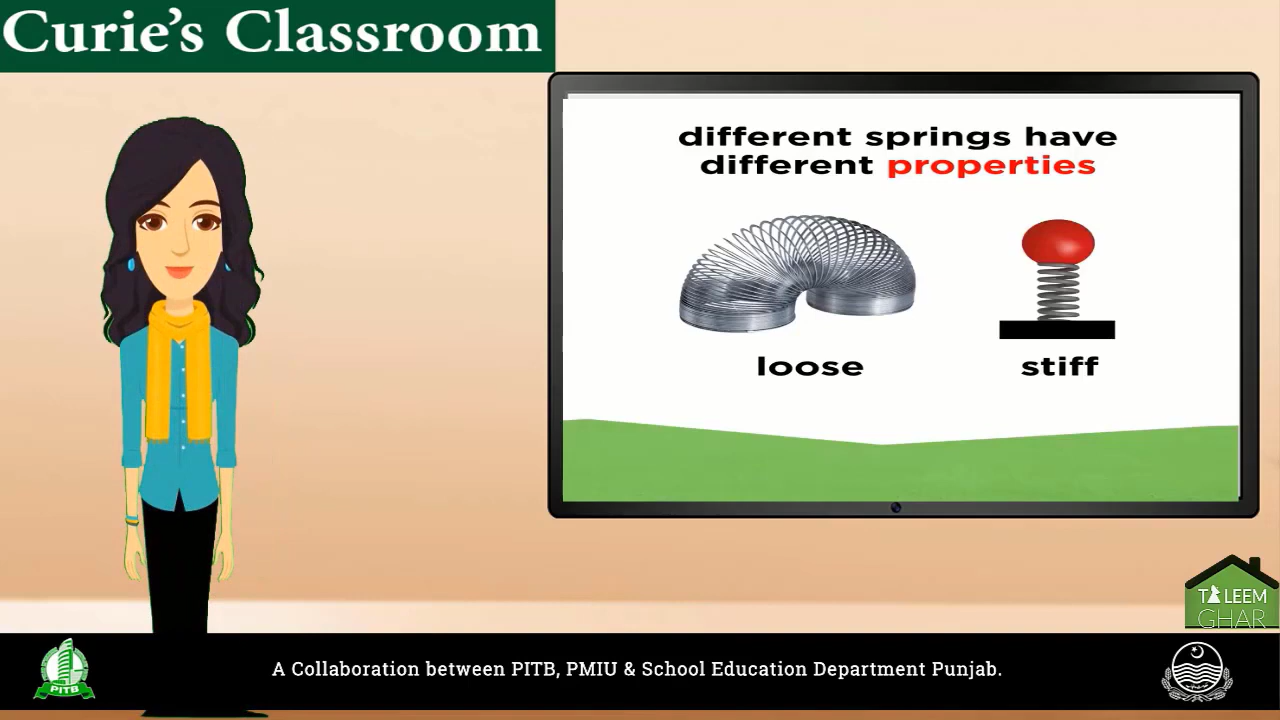 Curie's Classroom
different springs have
different properties
loose
stiff
TALEEM
GHAR
PITB
A Collaboration between PITB, PMIU & School Education Department Punjab.